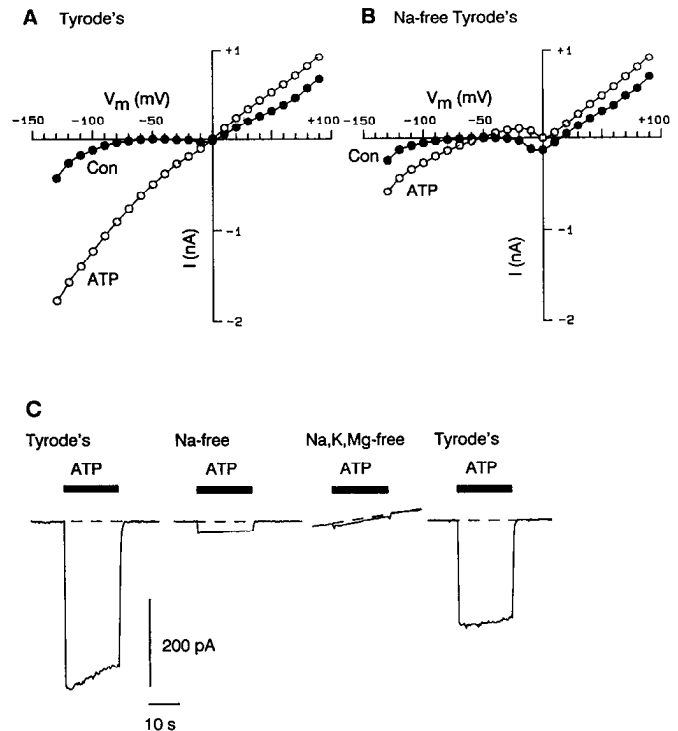 A Tyrode's
+1
Vm (mV)
-150 -100 -50 +100
Con
-1
I (nA)
ATP
-2
B Na-free Tyrode's
+1
Vm (mV)
-150 -100 -50 +100
Con
ATP
-1
I (nA)
-2
C
Tyrode's Na-free Na,K,Mg-free Tyrode's
ATP ATP ATP ATP
200 pA
10 s